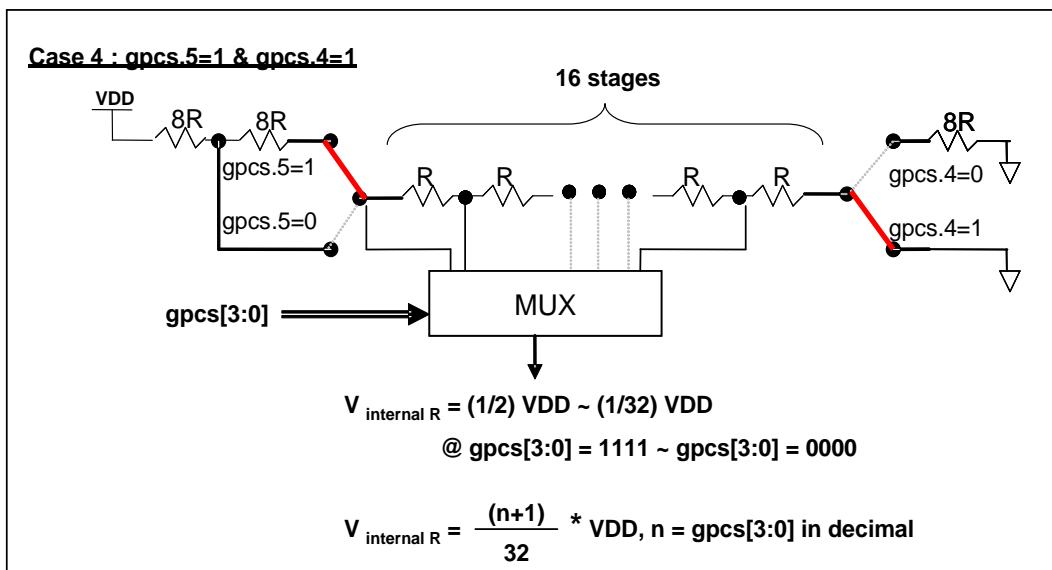 Case 4 : gpcs.5=1 & gpcs.4=1
16 stages
VDD
8R 8R 8R
gpcs.5=1
R R R R
gpcs.4=0
gpcs.5=0
gpcs.4=1
gpcs[3:0]
MUX
V internal R = (1/2) VDD ~ (1/32) VDD
@ gpcs[3:0] = 1111 ~ gpcs[3:0] = 0000
V internal R = (n+1) / 32 * VDD, n = gpcs[3:0] in decimal